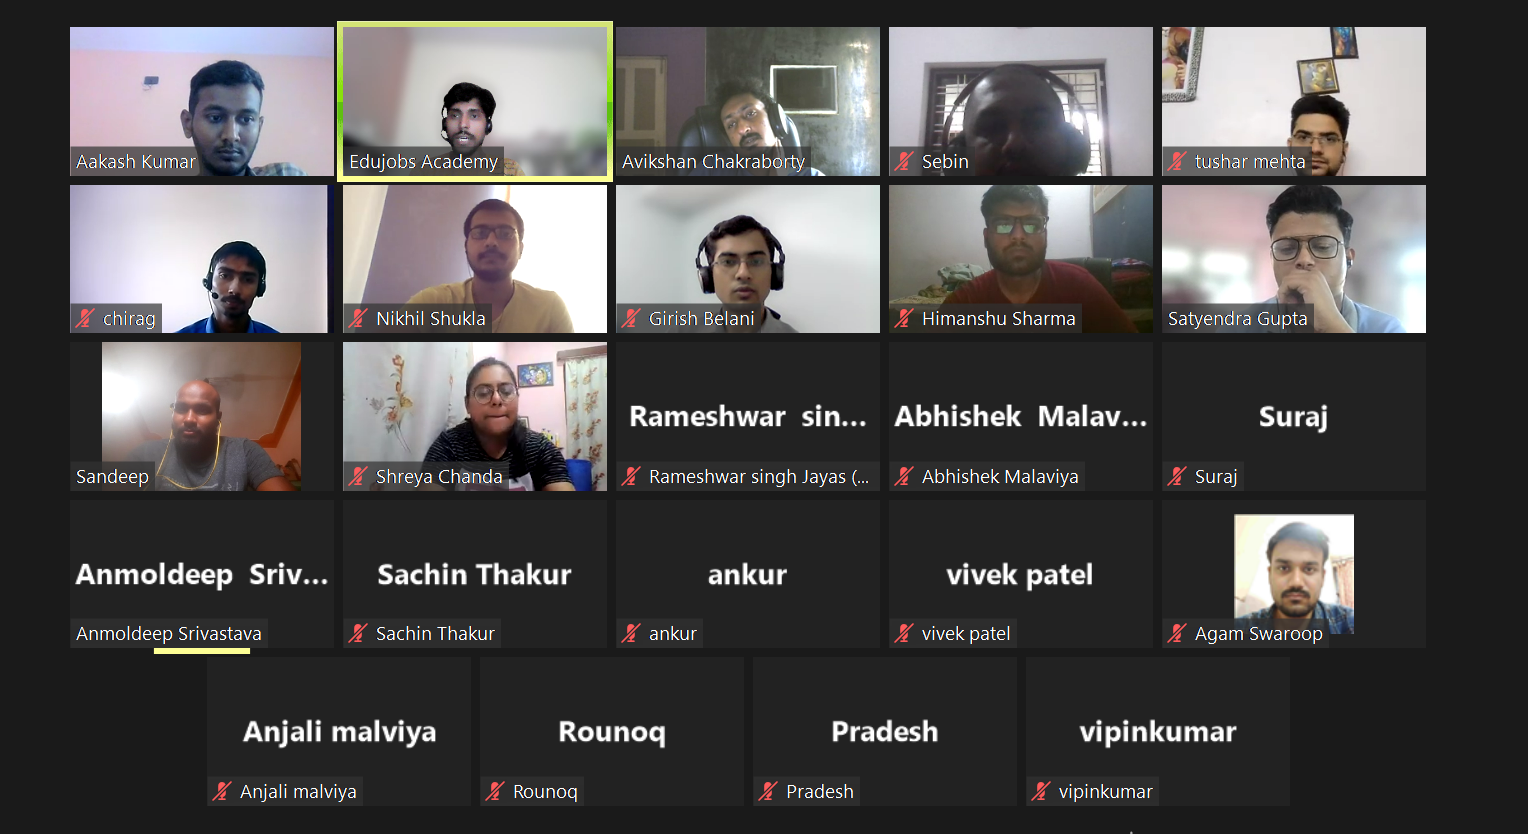 Aakash Kumar
Edujobs Academy
Avikshan Chakraborty
Sebin
tushar mehta
chirag
Nikhil Shukla
Girish Belani
Himanshu Sharma
Satyendra Gupta
Sandeep
Shreya Chanda
Rameshwar sin...
Rameshwar singh Jayas (...
Abhishek Malav...
Abhishek Malaviya
Suraj
Suraj
Anmoldeep Sriv...
Anmoldeep Srivastava
Sachin Thakur
Sachin Thakur
ankur
ankur
vivek patel
vivek patel
Agam Swaroop
Anjali malviya
Anjali malviya
Rounoq
Rounoq
Pradesh
Pradesh
vipinkumar
vipinkumar